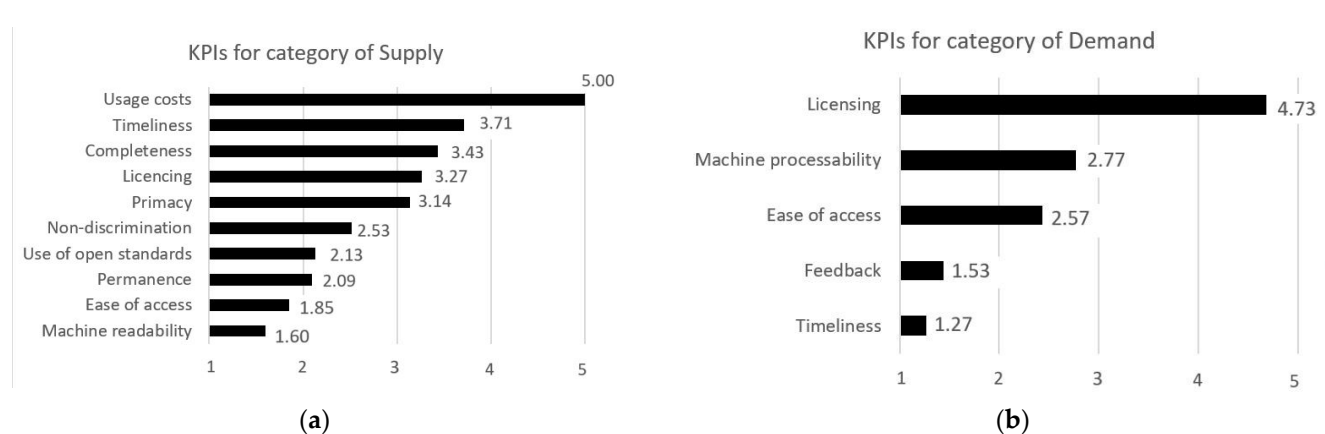 KPIs for category of Supply
5.00
Usage costs
Timeliness 3.71
Completeness 3.43
Licencing 3.27
Primacy 3.14
Non-discrimination 2.53
Use of open standards 2.13
Permanence 2.09
Ease of access 1.85
Machine readability 1.60
1 2 3 4 5
(a)
KPIs for category of Demand
Licensing 4.73
Machine processability 2.77
Ease of access 2.57
Feedback 1.53
Timeliness 1.27
1 2 3 4 5
(b)